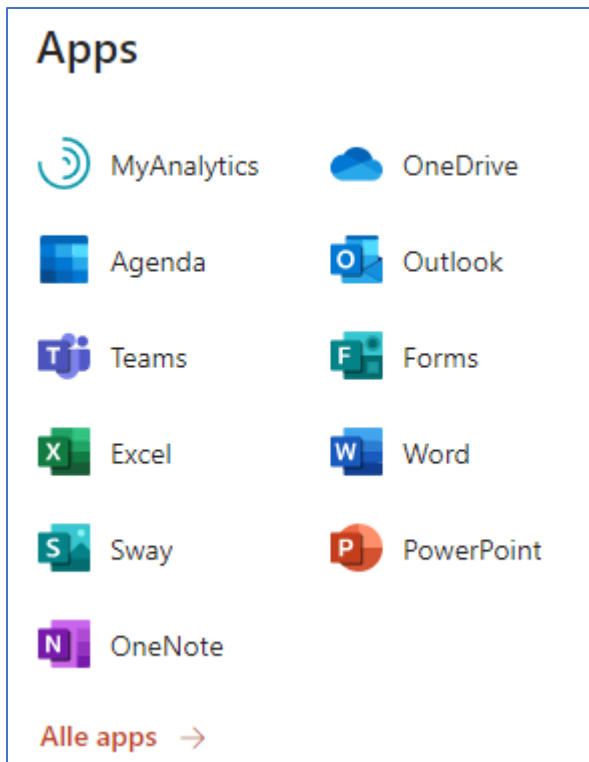 Apps
MyAnalytics OneDrive
Agenda O Outlook
T Teams F Forms
X Excel W Word
S Sway P PowerPoint
N OneNote
Alle apps →